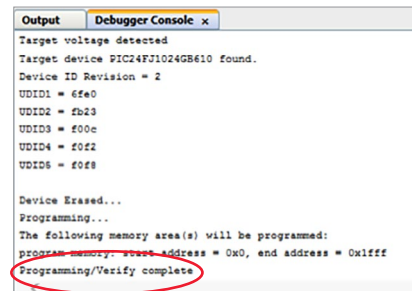 Output
Debugger Console x
Target voltage detected
Target device PIC24FJ1024GB610 found.
Device ID Revision = 2
UDID1 = 6fe0
UDID2 = fb23
UDID3 = f00c
UDID4 = f0f2
UDID5 = f0f8
Device Erased...
Programming...
The following memory area(s) will be programmed:
program memory: start address = 0x0, end address = 0x1fff
Programming/Verify complete